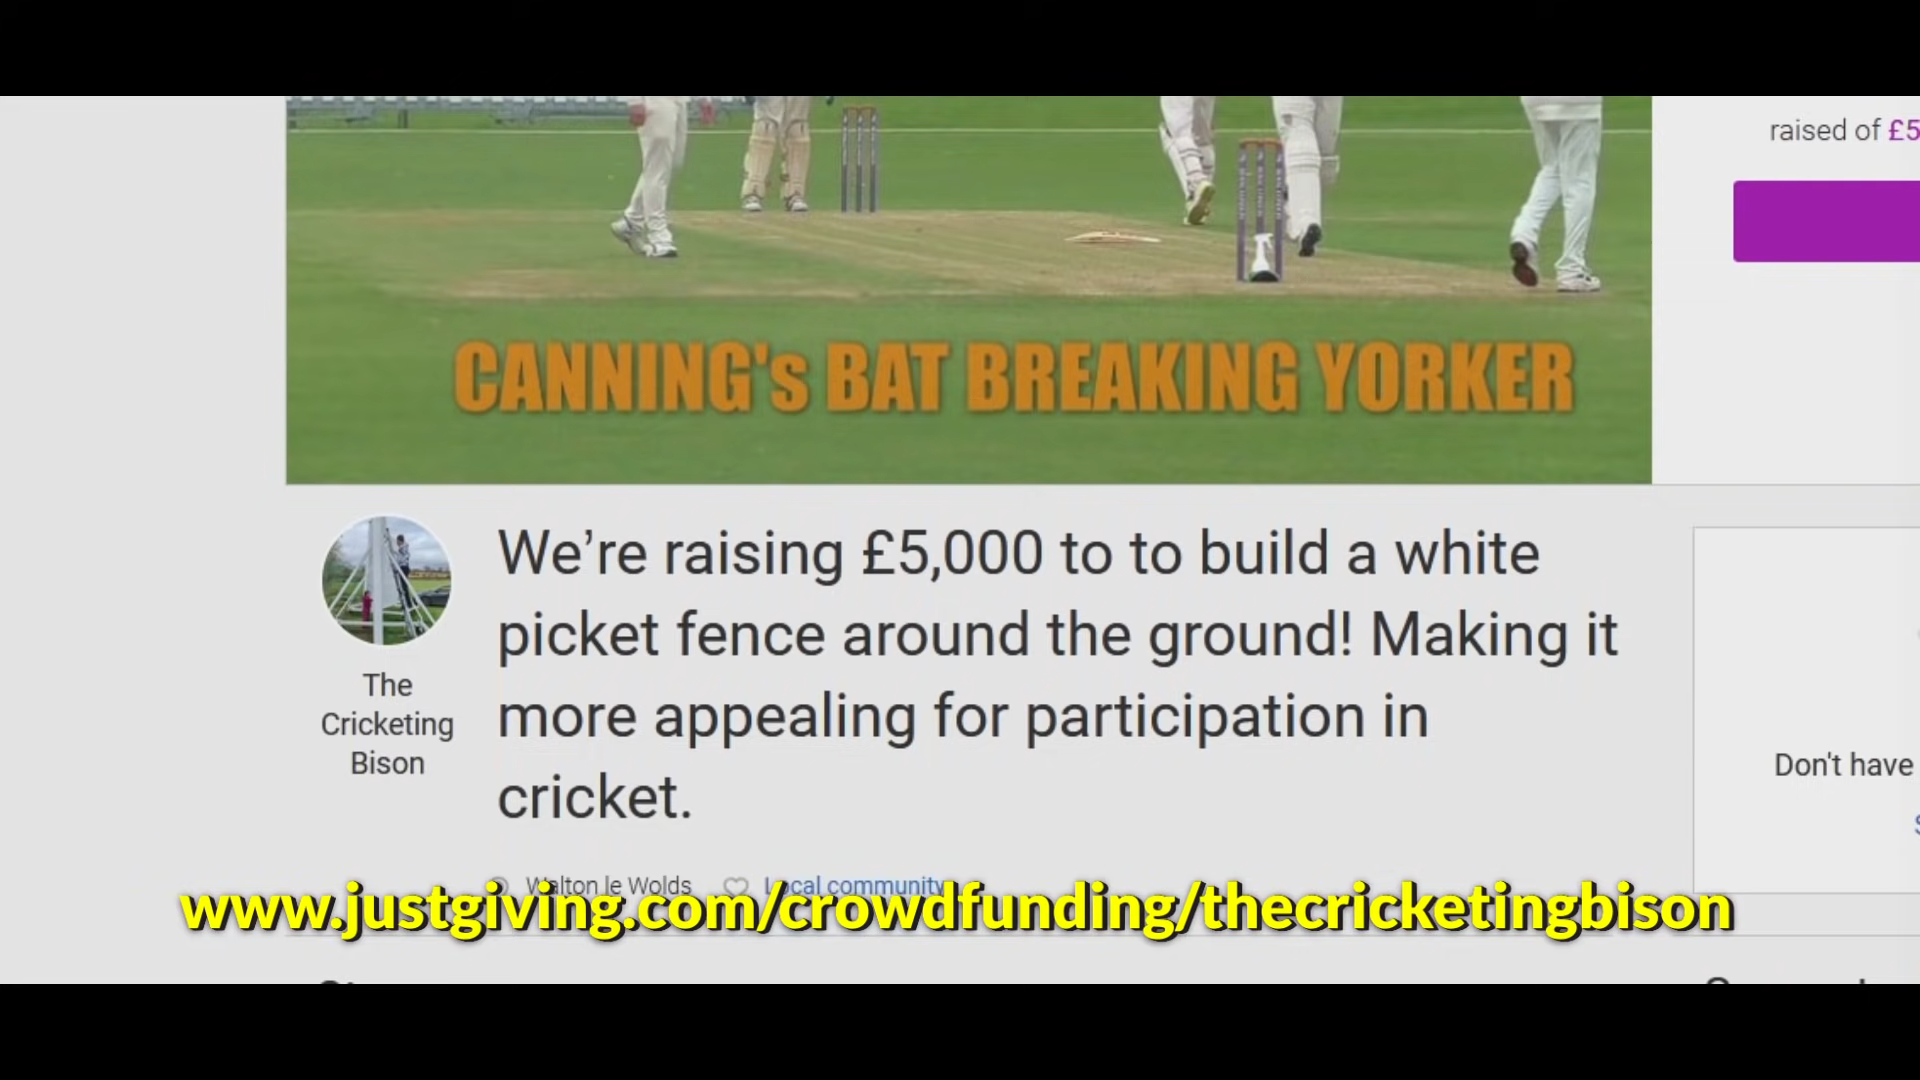 raised of £5
CANNING's BAT BREAKING YORKER
We're raising £5,000 to to build a white
picket fence around the ground! Making it
more appealing for participation in
cricket.
The
Cricketing
Bison
Don't have
Walton le Wolds Local community
www.justgiving.com/crowdfunding/thecricketingbison